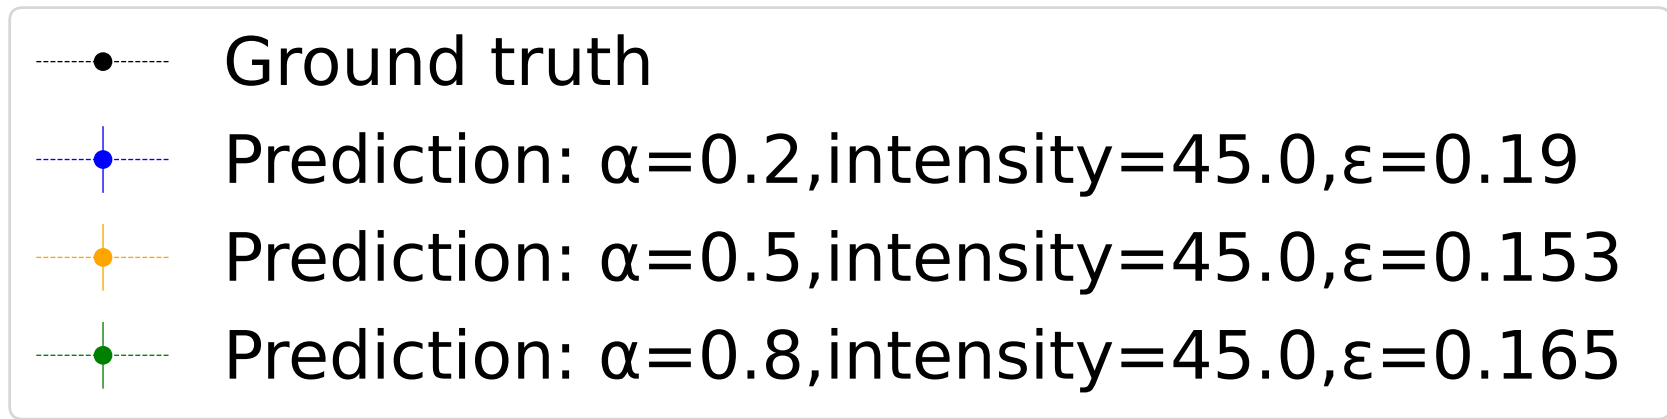 Ground truth
Prediction: α=0.2,intensity=45.0,ε=0.19
Prediction: α=0.5,intensity=45.0,ε=0.153
Prediction: α=0.8,intensity=45.0,ε=0.165